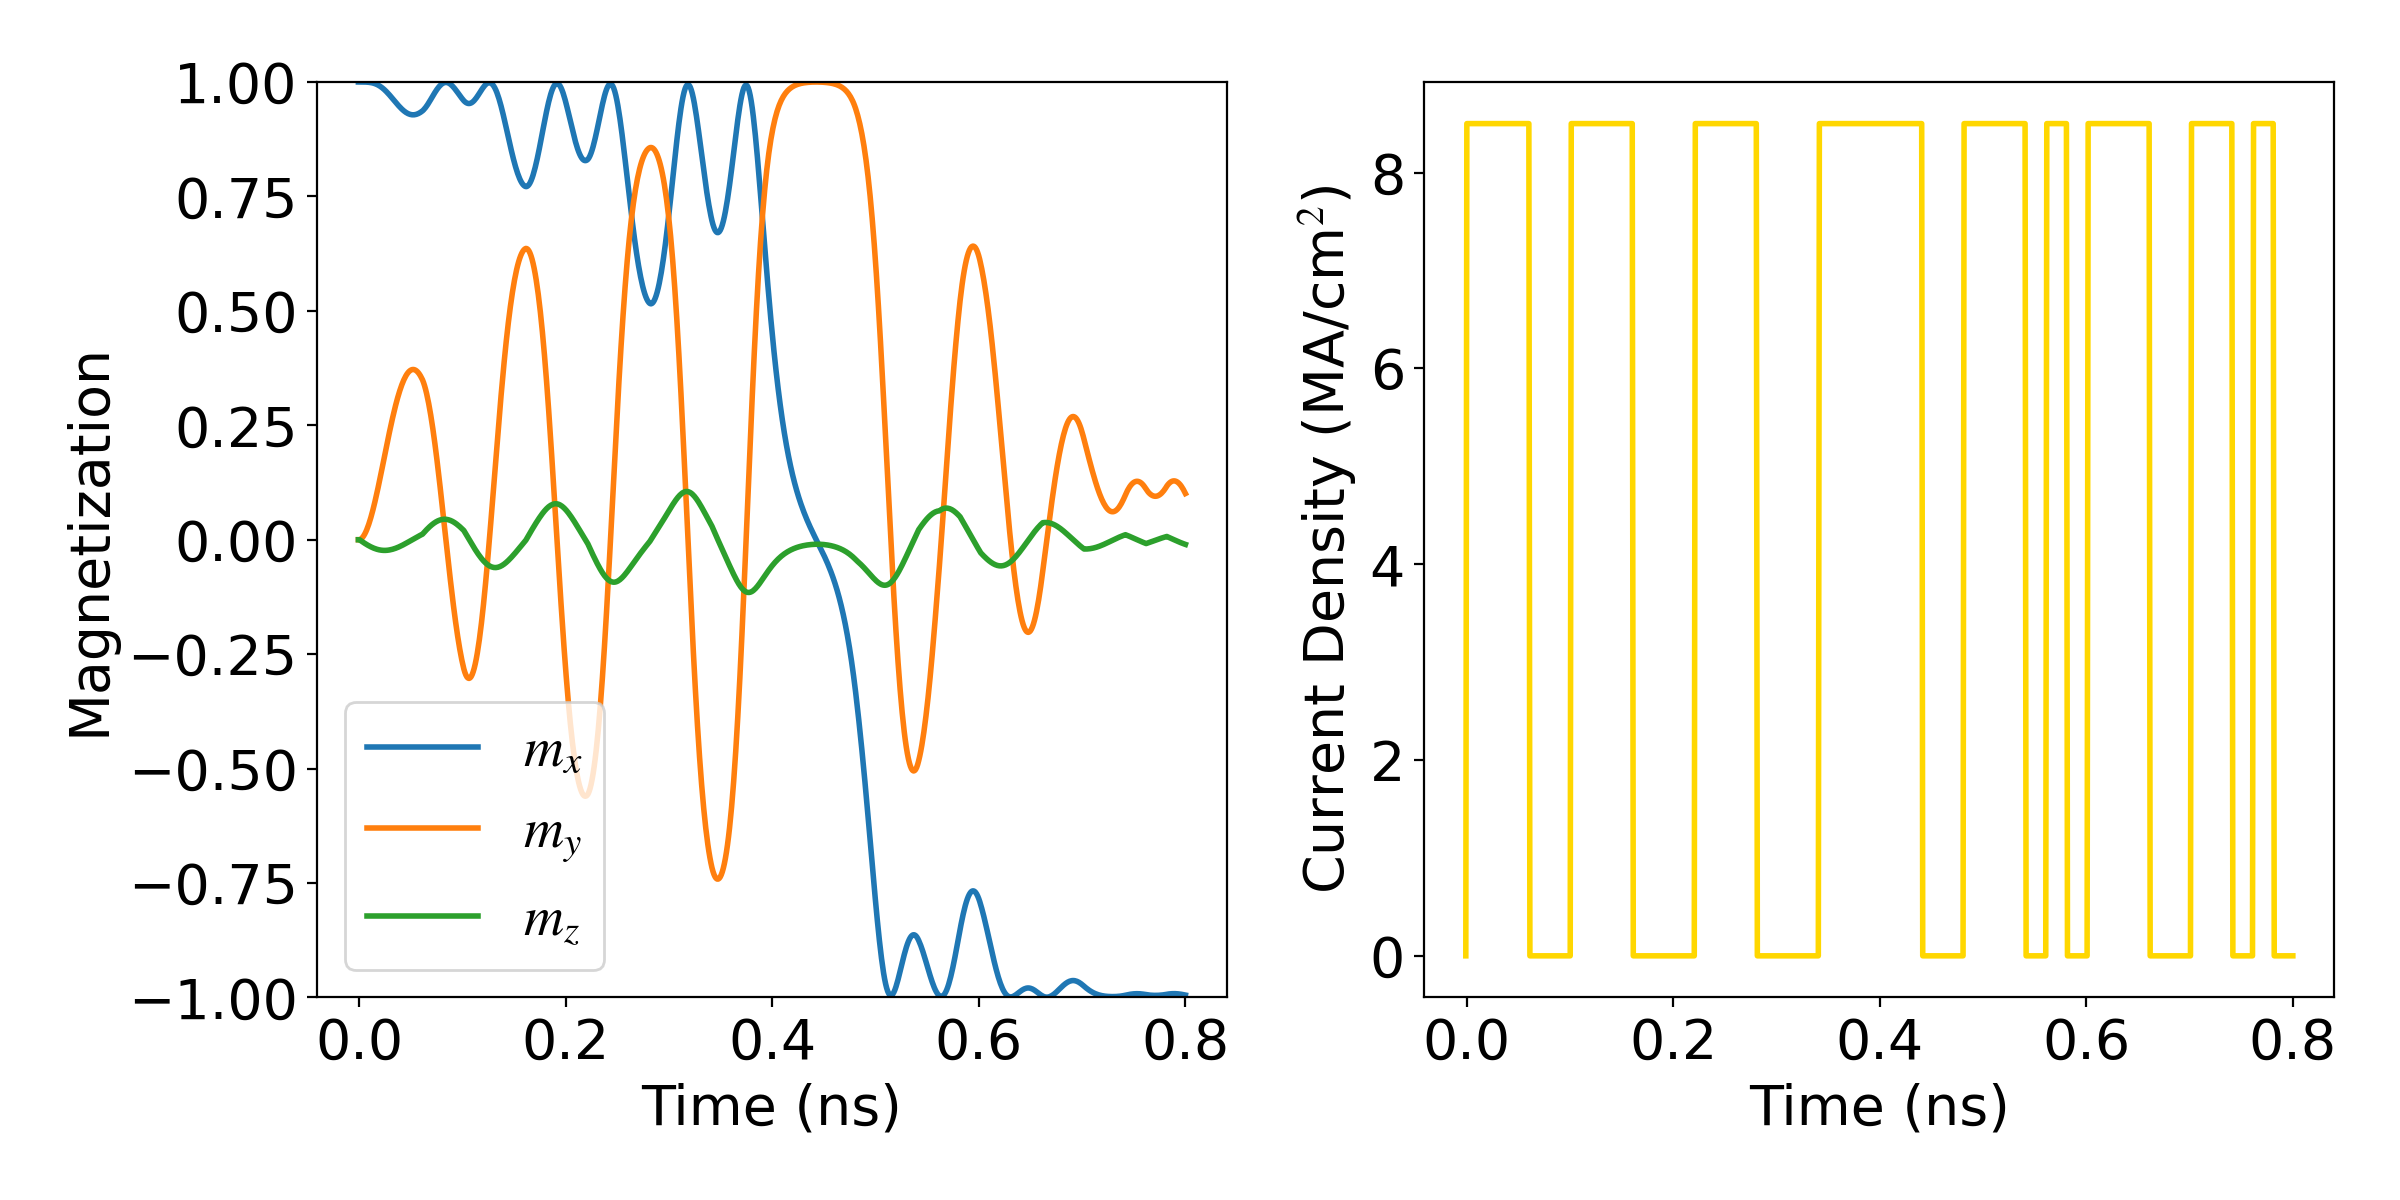 1.00
0.75
0.50
0.25
0.00
−0.25
−0.50
−0.75
−1.00
Magnetization
m_x
m_y
m_z
0.0 0.2 0.4 0.6 0.8
Time (ns)
8
6
4
2
0
Current Density (MA/cm²)
0.0 0.2 0.4 0.6 0.8
Time (ns)